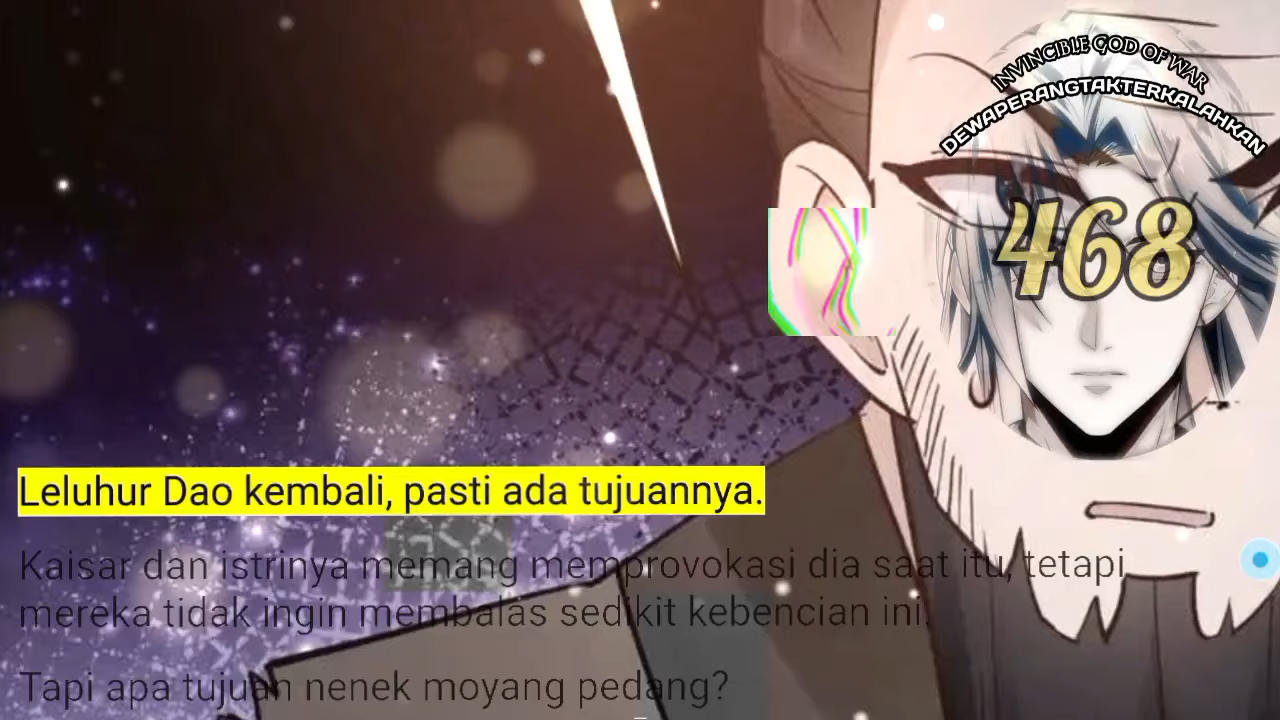 INVINCIBLE GOD OF WAR
DEWAPERANGTAKTERKALAHKAN
468
Leluhur Dao kembali, pasti ada tujuannya.
Kaisar dan istrinya memang memprovokasi dia saat itu, tetapi
mereka tidak ingin membalas sedikit kebencian ini.
Tapi apa tujuan nenek moyang pedang?